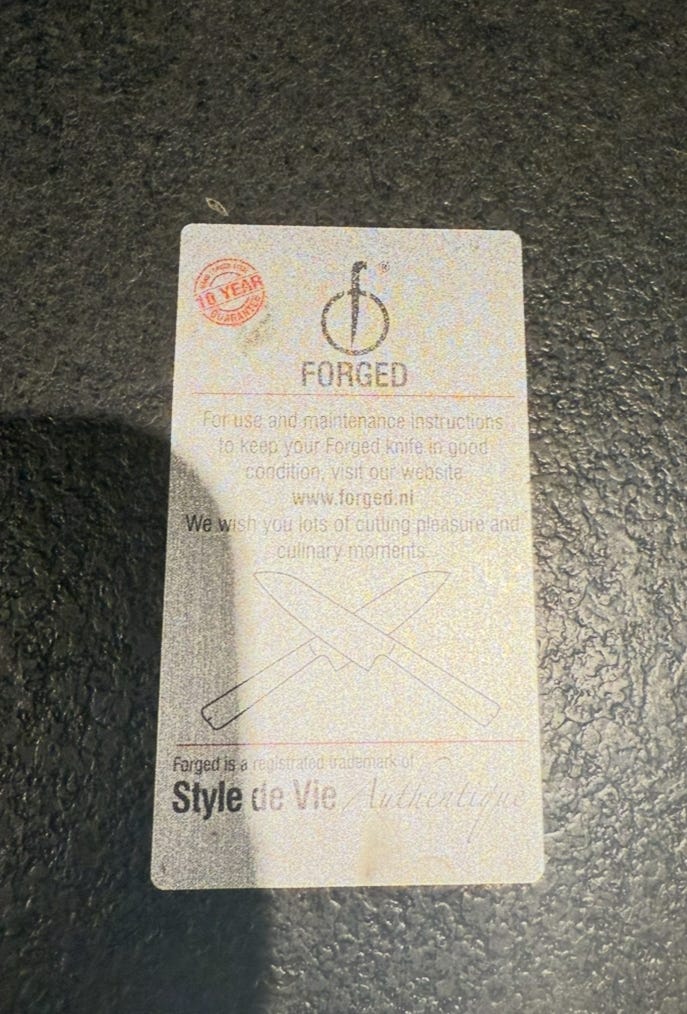 10 YEAR
GUARANTEE
®
FORGED
For use and maintenance instructions
to keep your Forged knife in good
condition, visit our website
www.forged.nl
We wish you lots of cutting pleasure and
culinary moments.
Forged is a registrated trademark of
Style de Vie Authentique